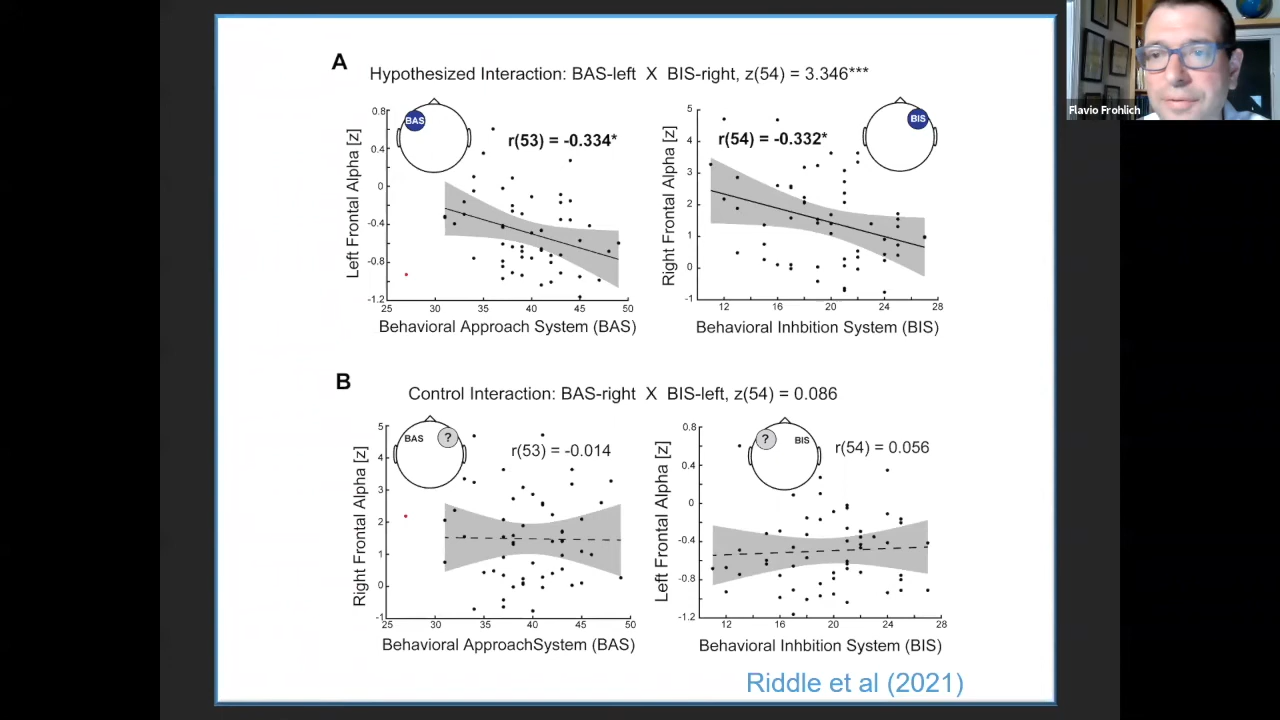 Flavio Frohlich
A
Hypothesized Interaction: BAS-left X BIS-right, z(54) = 3.346***
BAS
r(53) = -0.334*
Left Frontal Alpha [z]
0.8
0.4
0
-0.4
-0.8
-1.2
25 30 35 40 45 50
Behavioral Approach System (BAS)
BIS
r(54) = -0.332*
Right Frontal Alpha [z]
5
4
3
2
1
0
-1
12 16 20 24 28
Behavioral Inhbition System (BIS)
B
Control Interaction: BAS-right X BIS-left, z(54) = 0.086
BAS ?
r(53) = -0.014
Right Frontal Alpha [z]
5
4
3
2
1
0
-1
25 30 35 40 45 50
Behavioral ApproachSystem (BAS)
? BIS
r(54) = 0.056
Left Frontal Alpha [z]
0.8
0.4
0
-0.4
-0.8
-1.2
12 16 20 24 28
Behavioral Inhbition System (BIS)
Riddle et al (2021)